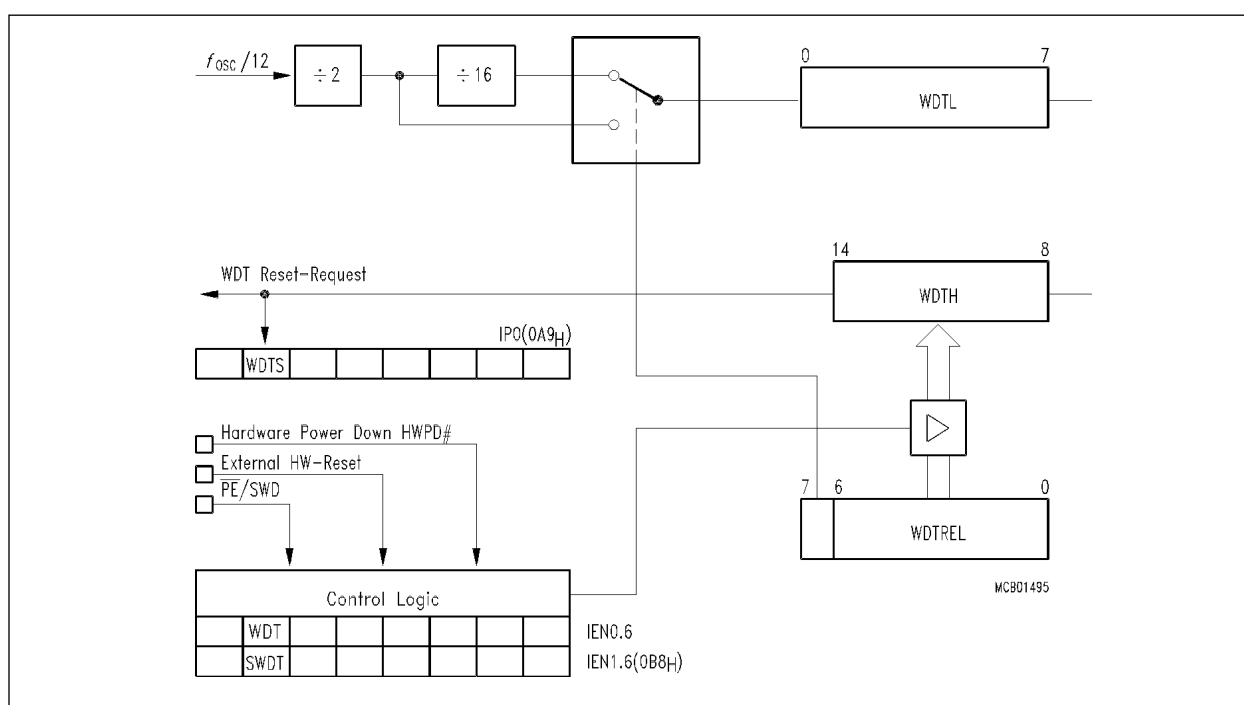 fosc/12
÷2
÷16
0 7
WDTL
14 8
WDT Reset-Request
WDTH
IP0(0A9H)
WDTS
Hardware Power Down HWPD#
External HW-Reset
PE/SWD
7 6 0
WDTREL
MCB01495
Control Logic
WDT IEN0.6
SWDT IEN1.6(0B8H)